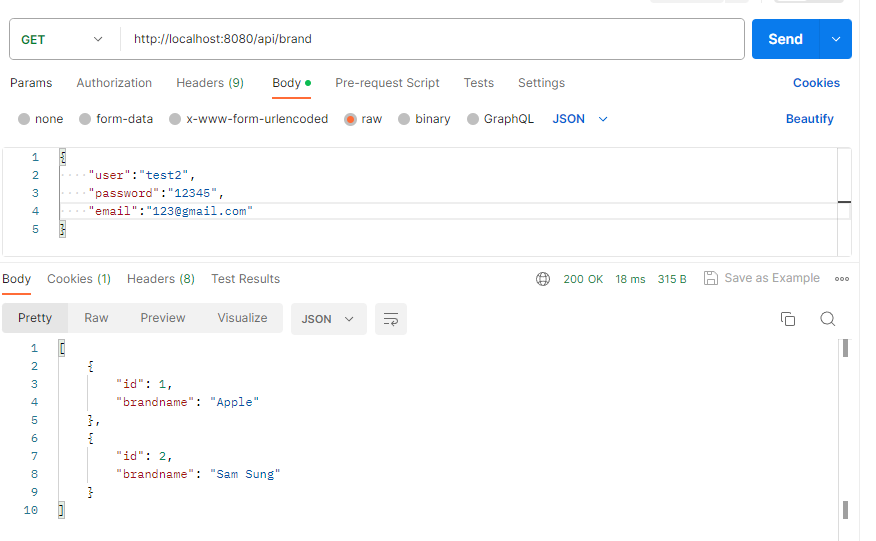 GET http://localhost:8080/api/brand Send
Params Authorization Headers (9) Body Pre-request Script Tests Settings Cookies
none form-data x-www-form-urlencoded raw binary GraphQL JSON Beautify
1 {
2 "user":"test2",
3 "password":"12345",
4 "email":"123@gmail.com"
5 }
Body Cookies (1) Headers (8) Test Results 200 OK 18 ms 315 B Save as Example
Pretty Raw Preview Visualize JSON
1 [
2 {
3 "id": 1,
4 "brandname": "Apple"
5 },
6 {
7 "id": 2,
8 "brandname": "Sam Sung"
9 }
10 ]